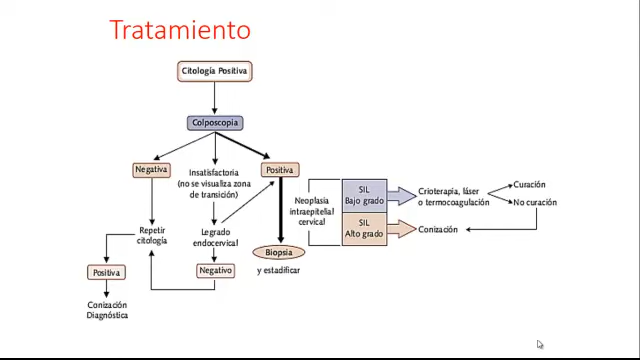 Tratamiento
Citología Positiva
Colposcopia
Negativa
Insatisfactoria
(no se visualiza zona
de transición)
Positiva
Repetir
citología
Legrado
endocervical
Biopsia
y estadificar
Positiva
Negativo
Conización
Diagnóstica
Neoplasia
intraepitelial
cervical
SIL
Bajo grado
SIL
Alto grado
Crioterapia, láser
o termocoagulación
Conización
Curación
No curación